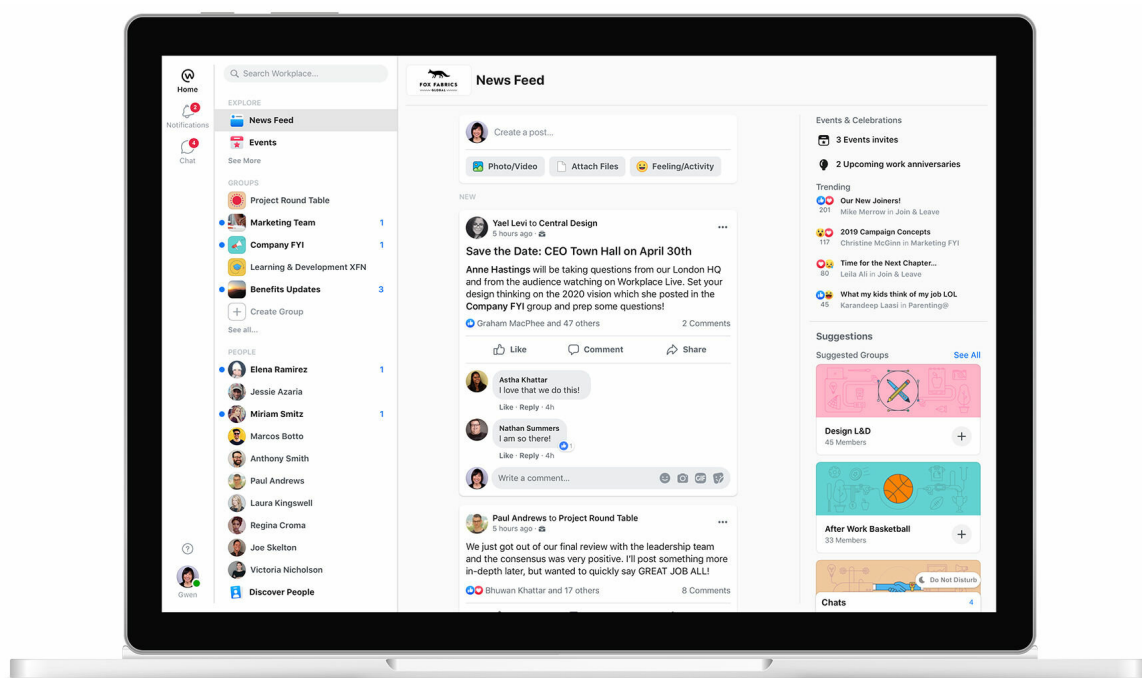 Home
2
Notifications
4
Chat
Gwen
Search Workplace...
EXPLORE
News Feed
Events
See More
GROUPS
Project Round Table
Marketing Team 1
Company FYI 1
Learning & Development XFN
Benefits Updates 3
Create Group
See all...
PEOPLE
Elena Ramirez 1
Jessie Azaria
Miriam Smitz 1
Marcos Botto
Anthony Smith
Paul Andrews
Laura Kingswell
Regina Croma
Joe Skelton
Victoria Nicholson
Discover People
FOX FABRICS
GLOBAL
News Feed
Create a post...
Photo/Video
Attach Files
Feeling/Activity
NEW
Yael Levi to Central Design
5 hours ago
Save the Date: CEO Town Hall on April 30th
Anne Hastings will be taking questions from our London HQ
and from the audience watching on Workplace Live. Set your
design thinking on the 2020 vision which she posted in the
Company FYI group and prep some questions!
Graham MacPhee and 47 others 2 Comments
Like Comment Share
Astha Khattar
I love that we do this!
Like · Reply · 4h
Nathan Summers
I am so there!
1
Like · Reply · 4h
Write a comment...
GIF
Paul Andrews to Project Round Table
5 hours ago
We just got out of our final review with the leadership team
and the consensus was very positive. I'll post something more
in-depth later, but wanted to quickly say GREAT JOB ALL!
Bhuwan Khattar and 17 others 8 Comments
Events & Celebrations
3 Events invites
2 Upcoming work anniversaries
Trending
Our New Joiners!
201 Mike Merrow in Join & Leave
2019 Campaign Concepts
117 Christine McGinn in Marketing FYI
Time for the Next Chapter...
80 Leila Ali in Join & Leave
What my kids think of my job LOL
45 Karandeep Laasi in Parenting@
Suggestions
Suggested Groups See All
Design L&D
45 Members
After Work Basketball
33 Members
Do Not Disturb
Chats 4